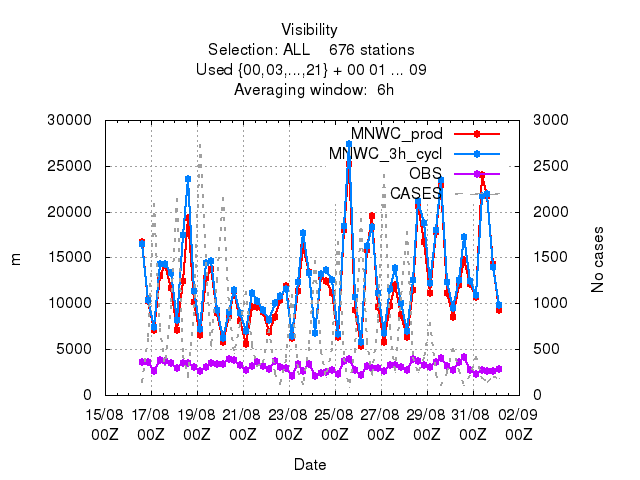 Visibility
Selection: ALL    676 stations
Used {00,03,...,21} + 00 01 ... 09
Averaging window:  6h
30000 3000
MNWC_prod
25000 2500
MNWC_3h_cycl
OBS
20000 2000
CASES
15000 1500
m
No cases
10000 1000
5000 500
0 0
15/08 17/08 19/08 21/08 23/08 25/08 27/08 29/08 31/08 02/09
00Z 00Z 00Z 00Z 00Z 00Z 00Z 00Z 00Z 00Z
Date